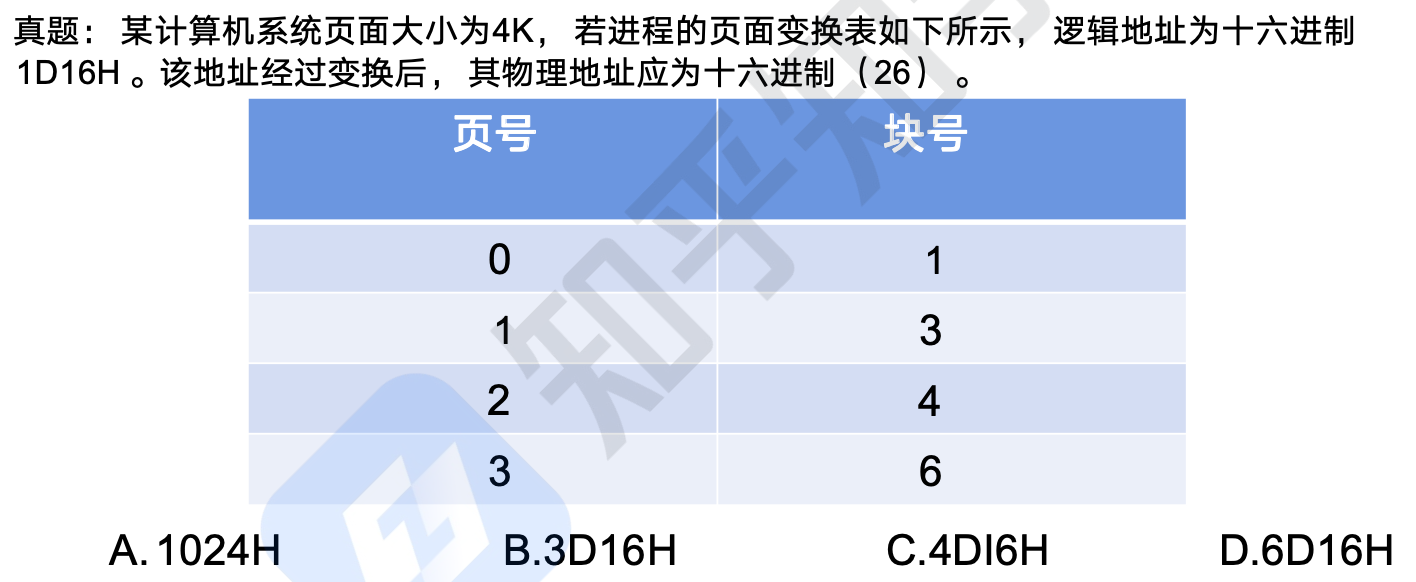 真题： 某计算机系统页面大小为4K， 若进程的页面变换表如下所示， 逻辑地址为十六进制
1D16H 。该地址经过变换后， 其物理地址应为十六进制（26） 。
页号 块号
0 1
1 3
2 4
3 6
A. 1024H B.3D16H C.4DI6H D.6D16H
知乎知